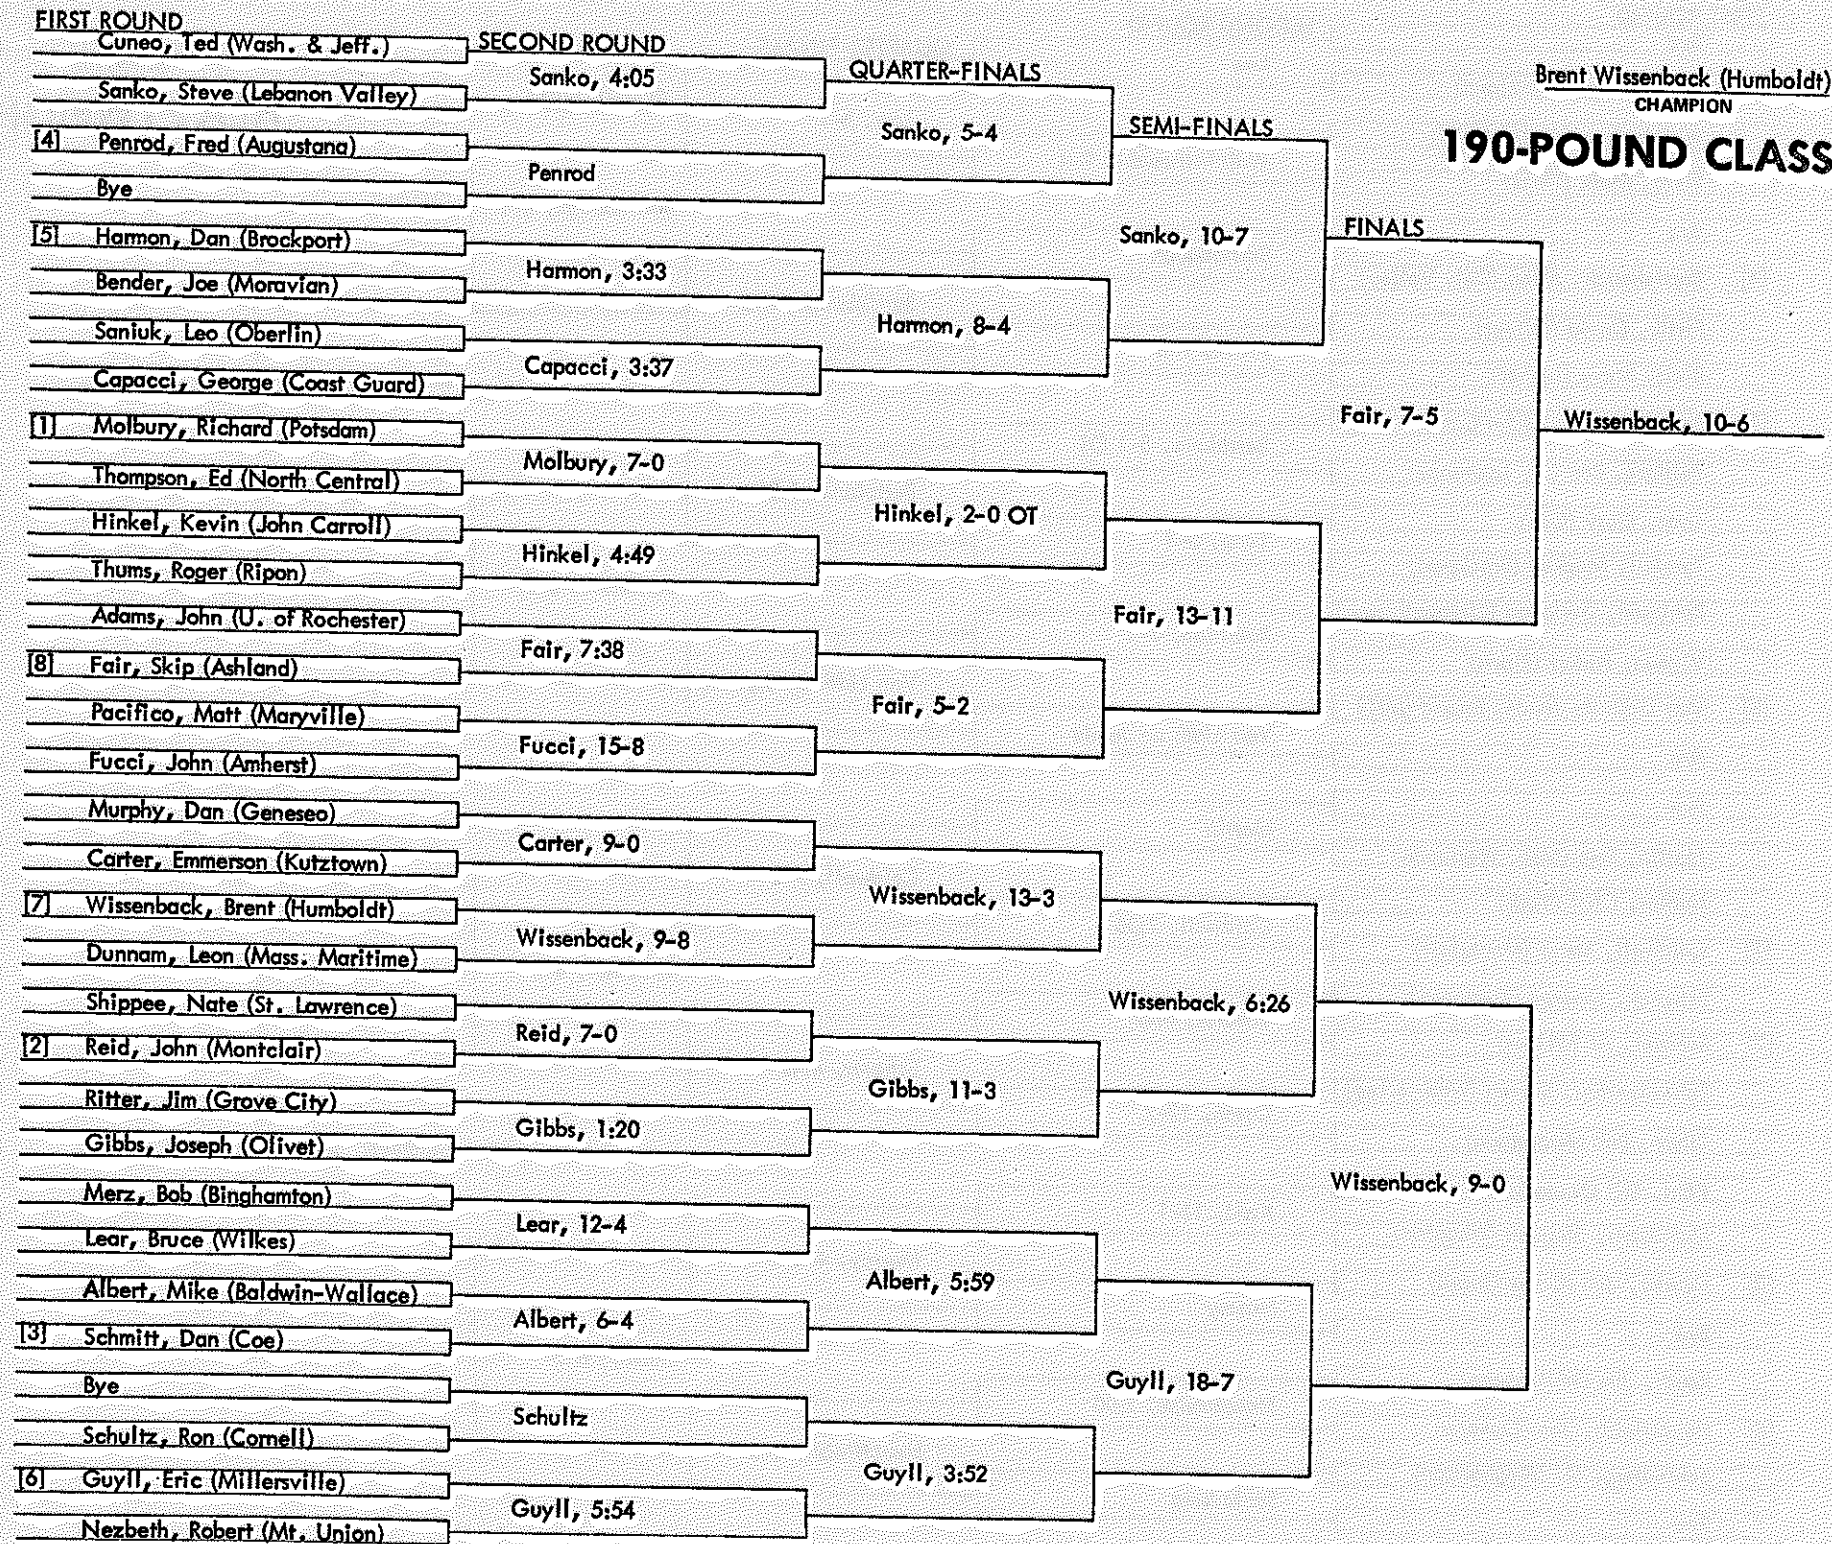 FIRST ROUND
Cuneo, Ted (Wash. & Jeff.)
Sanko, Steve (Lebanon Valley)
[4] Penrod, Fred (Augustana)
Bye
[5] Harmon, Dan (Brockport)
Bender, Joe (Moravian)
Saniuk, Leo (Oberlin)
Capacci, George (Coast Guard)
[1] Molbury, Richard (Potsdam)
Thompson, Ed (North Central)
Hinkel, Kevin (John Carroll)
Thums, Roger (Ripon)
Adams, John (U. of Rochester)
[8] Fair, Skip (Ashland)
Pacifico, Matt (Maryville)
Fucci, John (Amherst)
Murphy, Dan (Geneseo)
Carter, Emmerson (Kutztown)
[7] Wissenback, Brent (Humboldt)
Dunnam, Leon (Mass. Maritime)
Shippee, Nate (St. Lawrence)
[2] Reid, John (Montclair)
Ritter, Jim (Grove City)
Gibbs, Joseph (Olivet)
Merz, Bob (Binghamton)
Lear, Bruce (Wilkes)
Albert, Mike (Baldwin-Wallace)
[3] Schmitt, Dan (Coe)
Bye
Schultz, Ron (Cornell)
[6] Guyll, Eric (Millersville)
Nezbeth, Robert (Mt. Union)
SECOND ROUND
Sanko, 4:05
Penrod
Harmon, 3:33
Capacci, 3:37
Molbury, 7-0
Hinkel, 4:49
Fair, 7:38
Fucci, 15-8
Carter, 9-0
Wissenback, 9-8
Reid, 7-0
Gibbs, 1:20
Lear, 12-4
Albert, 6-4
Schultz
Guyll, 5:54
QUARTER-FINALS
Sanko, 5-4
Harmon, 8-4
Hinkel, 2-0 OT
Fair, 5-2
Wissenback, 13-3
Gibbs, 11-3
Albert, 5:59
Guyll, 3:52
SEMI-FINALS
Sanko, 10-7
Fair, 13-11
Wissenback, 6:26
Guyll, 18-7
FINALS
Fair, 7-5
Wissenback, 9-0
Wissenback, 10-6
Brent Wissenback (Humboldt)
CHAMPION
190-POUND CLASS